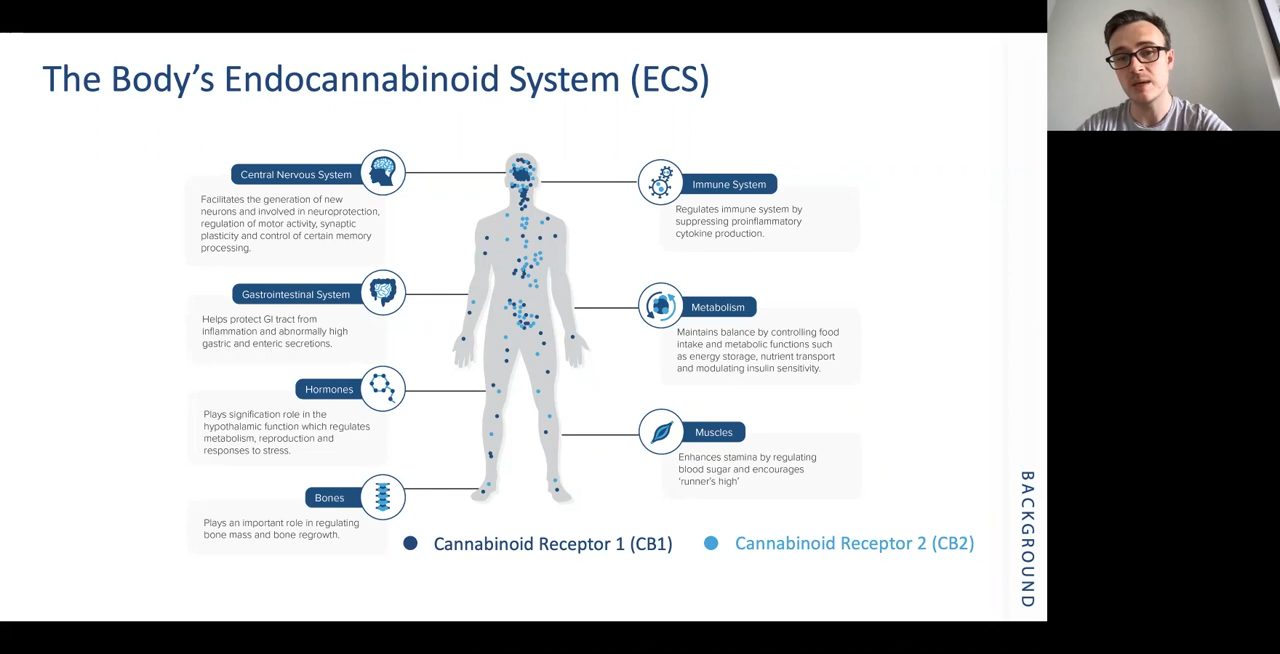 The Body's Endocannabinoid System (ECS)
Central Nervous System
Facilitates the generation of new
neurons and involved in neuroprotection,
regulation of motor activity, synaptic
plasticity and control of certain memory
processing.
Gastrointestinal System
Helps protect GI tract from
inflammation and abnormally high
gastric and enteric secretions.
Hormones
Plays signification role in the
hypothalamic function which regulates
metabolism, reproduction and
responses to stress.
Bones
Plays an important role in regulating
bone mass and bone regrowth.
Immune System
Regulates immune system by
suppressing proinflammatory
cytokine production.
Metabolism
Maintains balance by controlling food
intake and metabolic functions such
as energy storage, nutrient transport
and modulating insulin sensitivity.
Muscles
Enhances stamina by regulating
blood sugar and encourages
'runner's high'
Cannabinoid Receptor 1 (CB1)
Cannabinoid Receptor 2 (CB2)
BACKGROUND